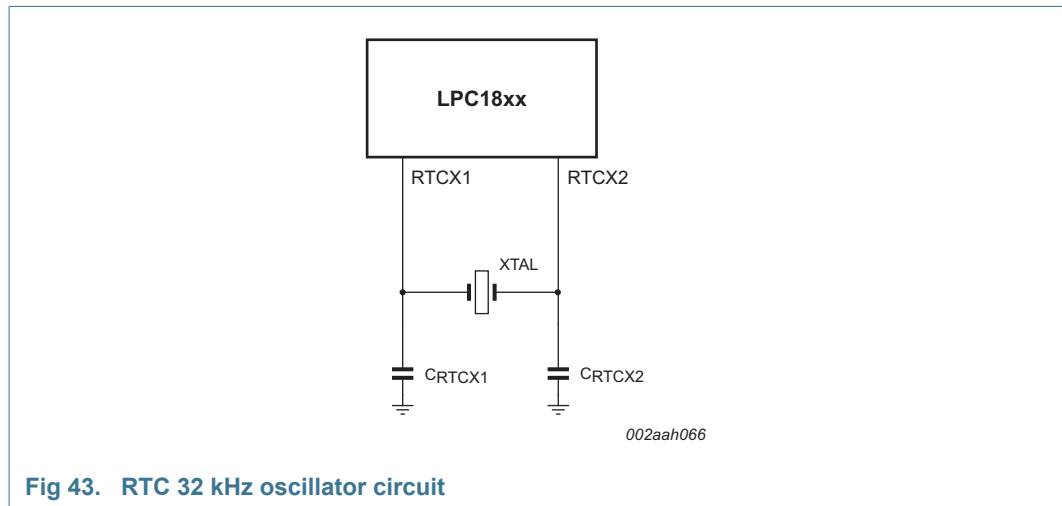 LPC18xx
RTCX1 RTCX2
XTAL
CRTCX1 CRTCX2
002aah066
Fig 43. RTC 32 kHz oscillator circuit